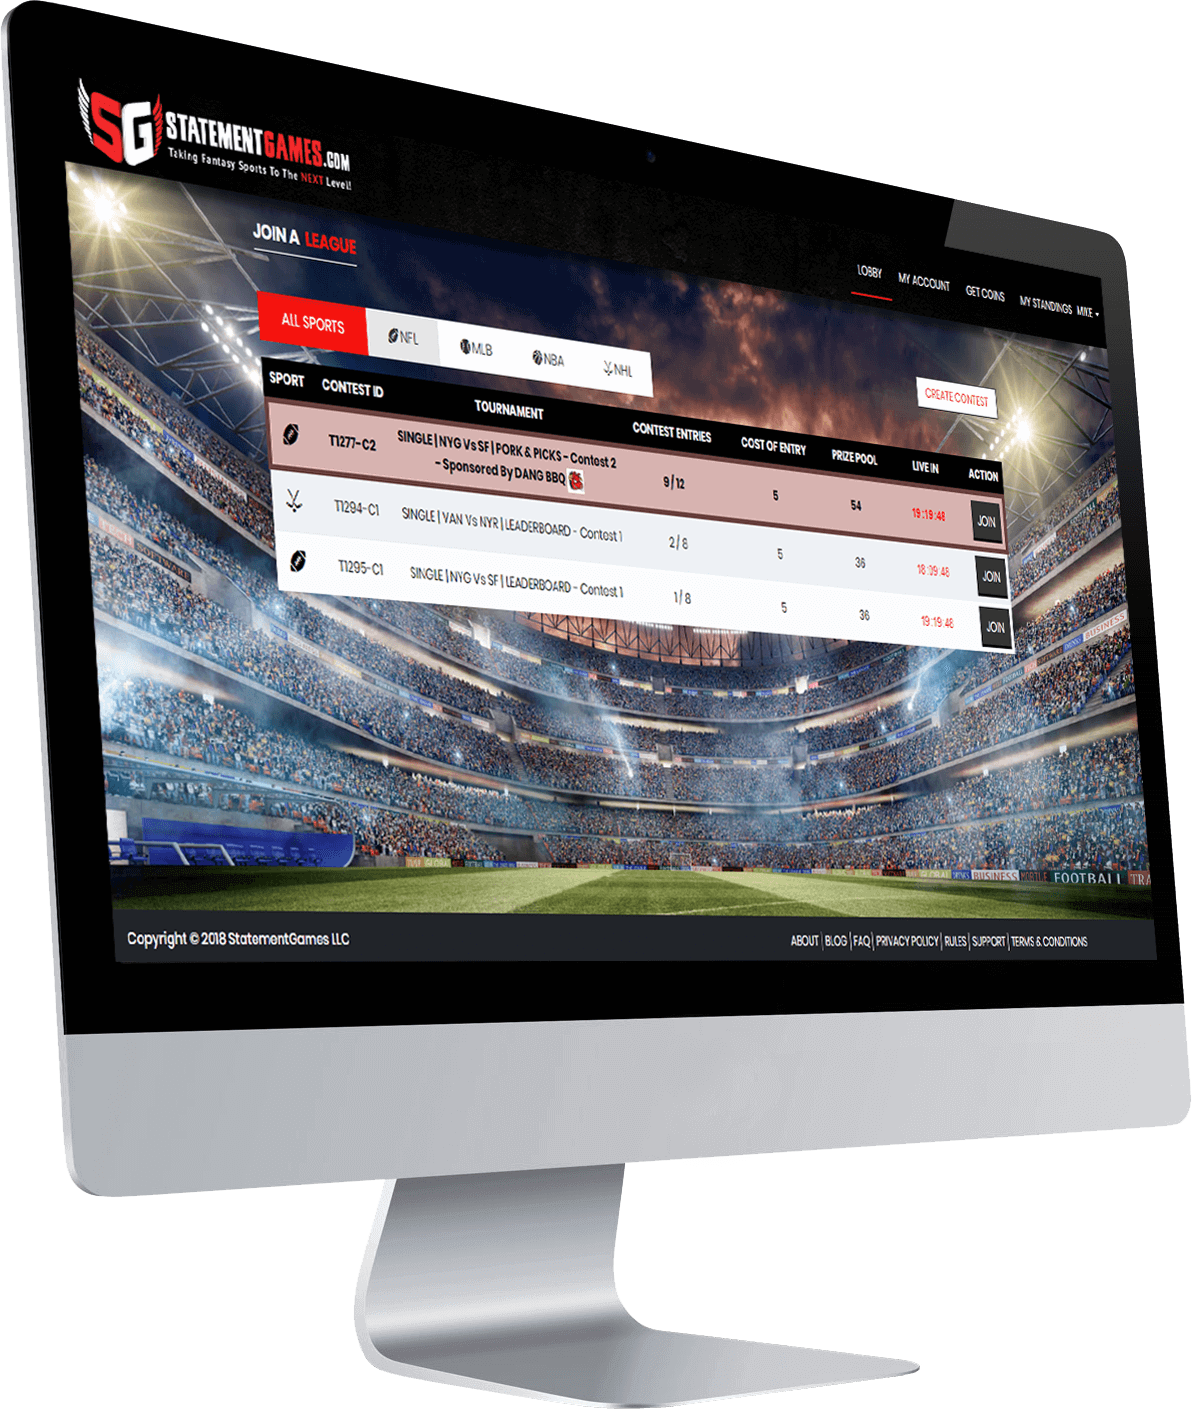 SG STATEMENTGAMES.COM
Taking Fantasy Sports To The NEXT Level!
LOBBY MY ACCOUNT GET COINS MY STANDINGS MIKE
JOIN A LEAGUE
ALL SPORTS NFL MLB NBA NHL
CREATE CONTEST
SPORT CONTEST ID TOURNAMENT CONTEST ENTRIES COST OF ENTRY PRIZE POOL LIVE IN ACTION
T1277-C2 SINGLE | NYG Vs SF | PORK & PICKS - Contest 2
- Sponsored By DANG BBQ 9/12 5 54 19:19:48 JOIN
T1294-C1 SINGLE | VAN Vs NYR | LEADERBOARD - Contest 1 2/8 5 36 18:39:48 JOIN
T1295-C1 SINGLE | NYG Vs SF | LEADERBOARD - Contest 1 1/8 5 36 19:19:48 JOIN
BUSINESS
BUSINESS FOOTBALL TRA
Copyright © 2018 StatementGames LLC
ABOUT | BLOG | FAQ | PRIVACY POLICY | RULES | SUPPORT | TERMS & CONDITIONS